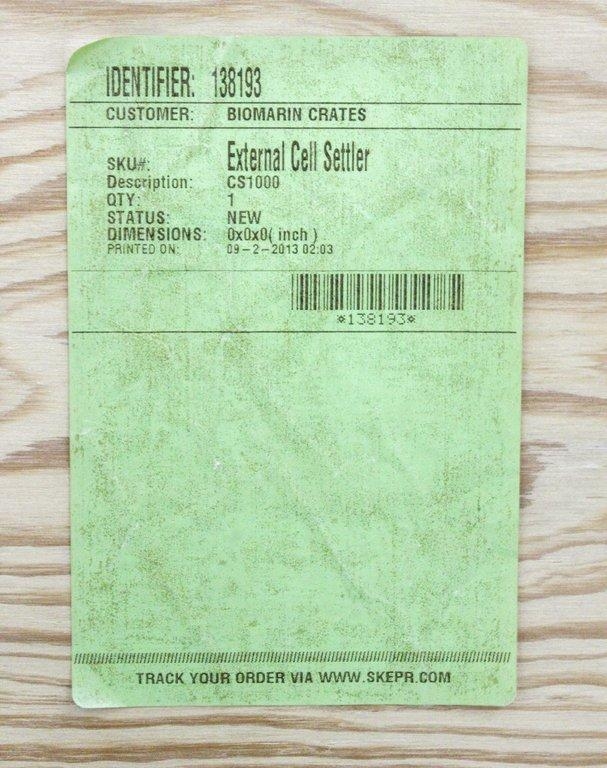 IDENTIFIER: 138193
CUSTOMER: BIOMARIN CRATES
SKU#: External Cell Settler
Description: CS1000
QTY: 1
STATUS: NEW
DIMENSIONS: 0x0x0( inch )
PRINTED ON: 09-2-2013 02:03
*138193*
TRACK YOUR ORDER VIA WWW.SKEPR.COM